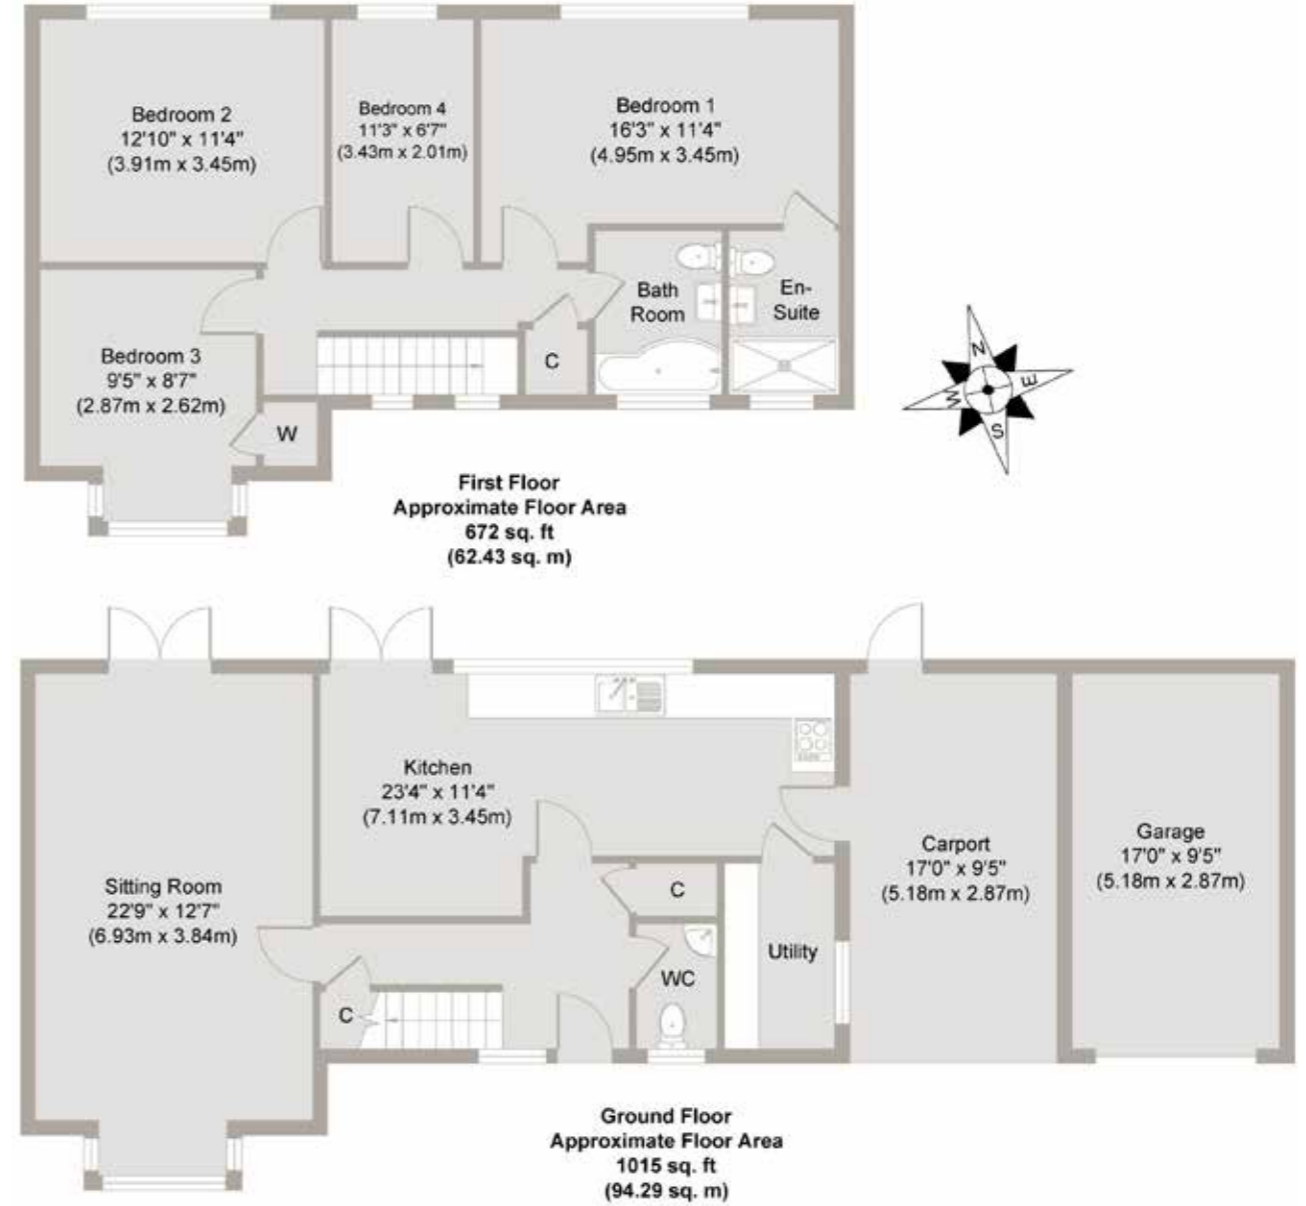 Bedroom 2
12'10" x 11'4"
(3.91m x 3.45m)
Bedroom 4
11'3" x 6'7"
(3.43m x 2.01m)
Bedroom 1
16'3" x 11'4"
(4.95m x 3.45m)
Bath
Room
En-
Suite
Bedroom 3
9'5" x 8'7"
(2.87m x 2.62m)
C
W
N
E
W
S
First Floor
Approximate Floor Area
672 sq. ft
(62.43 sq. m)
Kitchen
23'4" x 11'4"
(7.11m x 3.45m)
Sitting Room
22'9" x 12'7"
(6.93m x 3.84m)
Carport
17'0" x 9'5"
(5.18m x 2.87m)
Garage
17'0" x 9'5"
(5.18m x 2.87m)
C
Utility
WC
C
Ground Floor
Approximate Floor Area
1015 sq. ft
(94.29 sq. m)